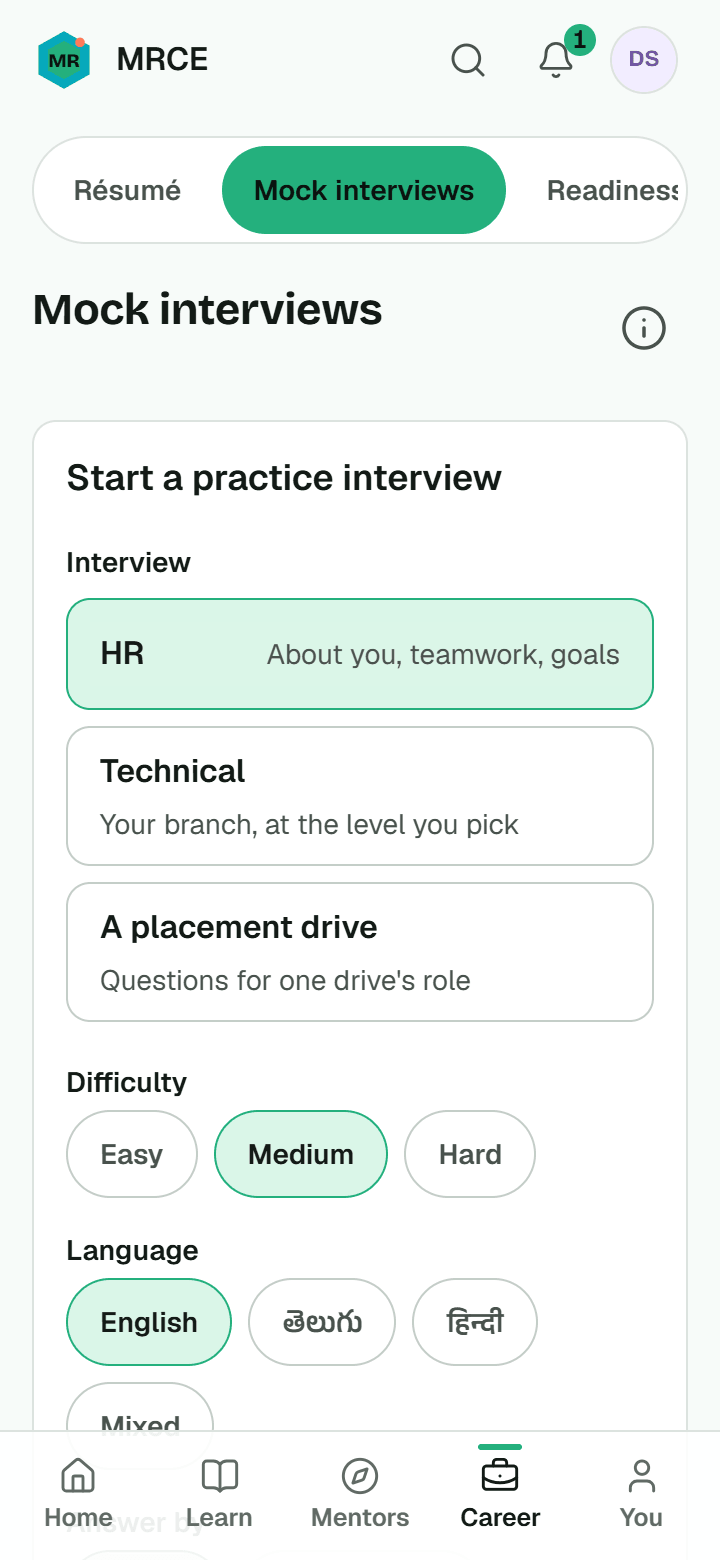 MR
MRCE
1
DS
Résumé
Mock interviews
Readiness
Mock interviews
Start a practice interview
Interview
HR
About you, teamwork, goals
Technical
Your branch, at the level you pick
A placement drive
Questions for one drive's role
Difficulty
Easy
Medium
Hard
Language
English
తెలుగు
हिन्दी
Mixed
Answer by
Home
Learn
Mentors
Career
You